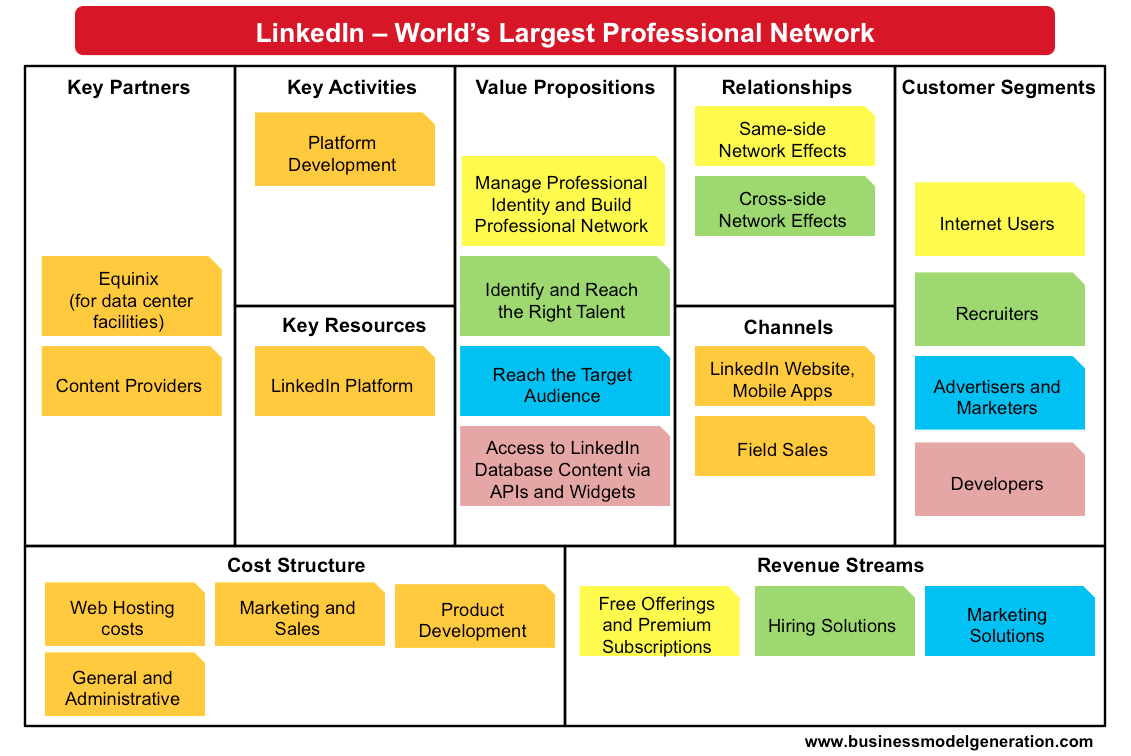 LinkedIn – World's Largest Professional Network
Key Partners
Equinix
(for data center
facilities)
Content Providers
Key Activities
Platform
Development
Key Resources
LinkedIn Platform
Value Propositions
Manage Professional
Identity and Build
Professional Network
Identify and Reach
the Right Talent
Reach the Target
Audience
Access to LinkedIn
Database Content via
APIs and Widgets
Relationships
Same-side
Network Effects
Cross-side
Network Effects
Channels
LinkedIn Website,
Mobile Apps
Field Sales
Customer Segments
Internet Users
Recruiters
Advertisers and
Marketers
Developers
Cost Structure
Web Hosting
costs
Marketing and
Sales
Product
Development
General and
Administrative
Revenue Streams
Free Offerings
and Premium
Subscriptions
Hiring Solutions
Marketing
Solutions
www.businessmodelgeneration.com